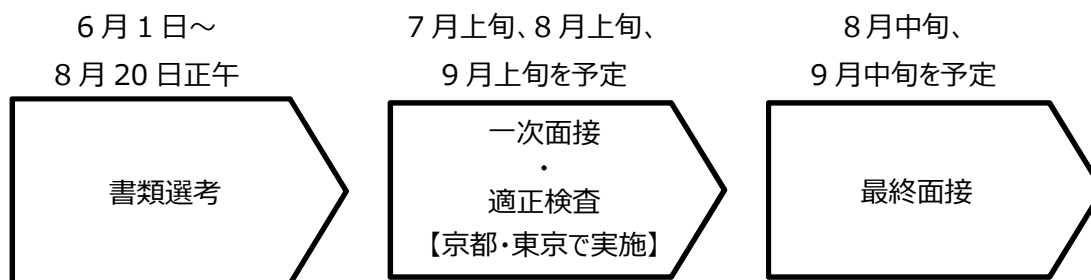 6月1日～
8月20日正午
書類選考
7月上旬、8月上旬、
9月上旬を予定
一次面接
・
適正検査
【京都・東京で実施】
8月中旬、
9月中旬を予定
最終面接